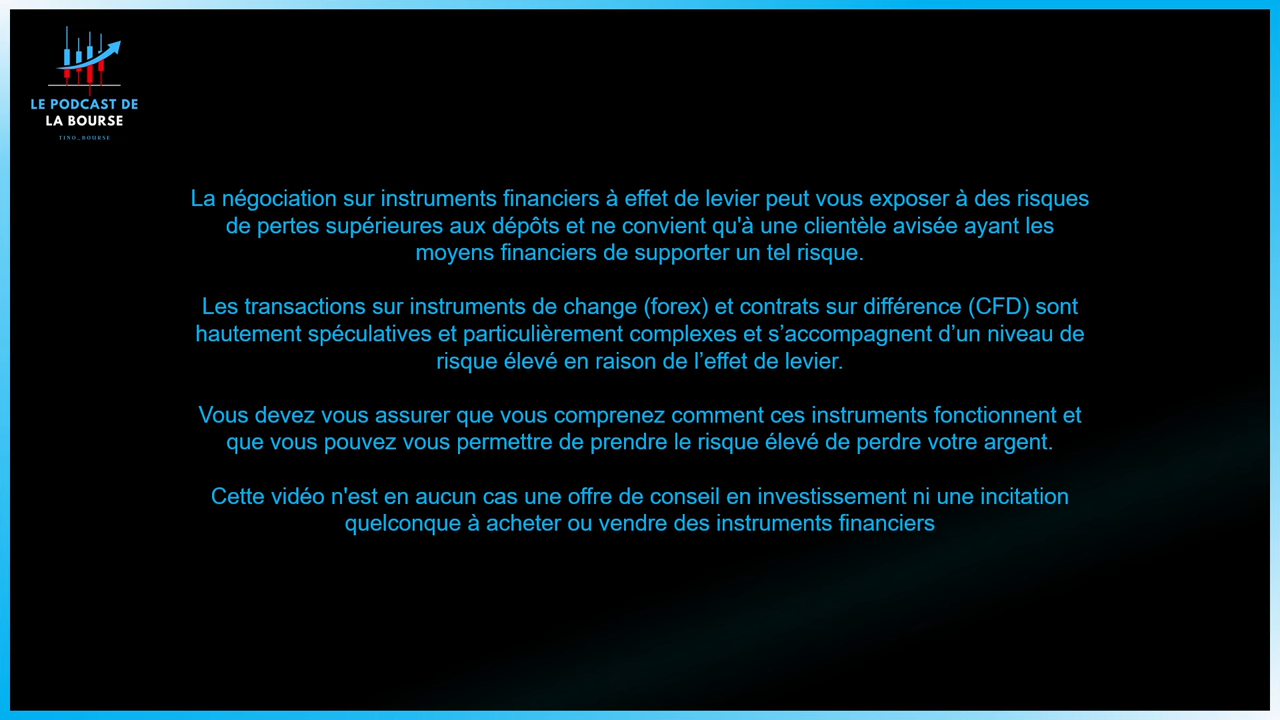 LE PODCAST DE
LA BOURSE
TINO_BOURSE
La négociation sur instruments financiers à effet de levier peut vous exposer à des risques
de pertes supérieures aux dépôts et ne convient qu'à une clientèle avisée ayant les
moyens financiers de supporter un tel risque.
Les transactions sur instruments de change (forex) et contrats sur différence (CFD) sont
hautement spéculatives et particulièrement complexes et s’accompagnent d’un niveau de
risque élevé en raison de l’effet de levier.
Vous devez vous assurer que vous comprenez comment ces instruments fonctionnent et
que vous pouvez vous permettre de prendre le risque élevé de perdre votre argent.
Cette vidéo n'est en aucun cas une offre de conseil en investissement ni une incitation
quelconque à acheter ou vendre des instruments financiers